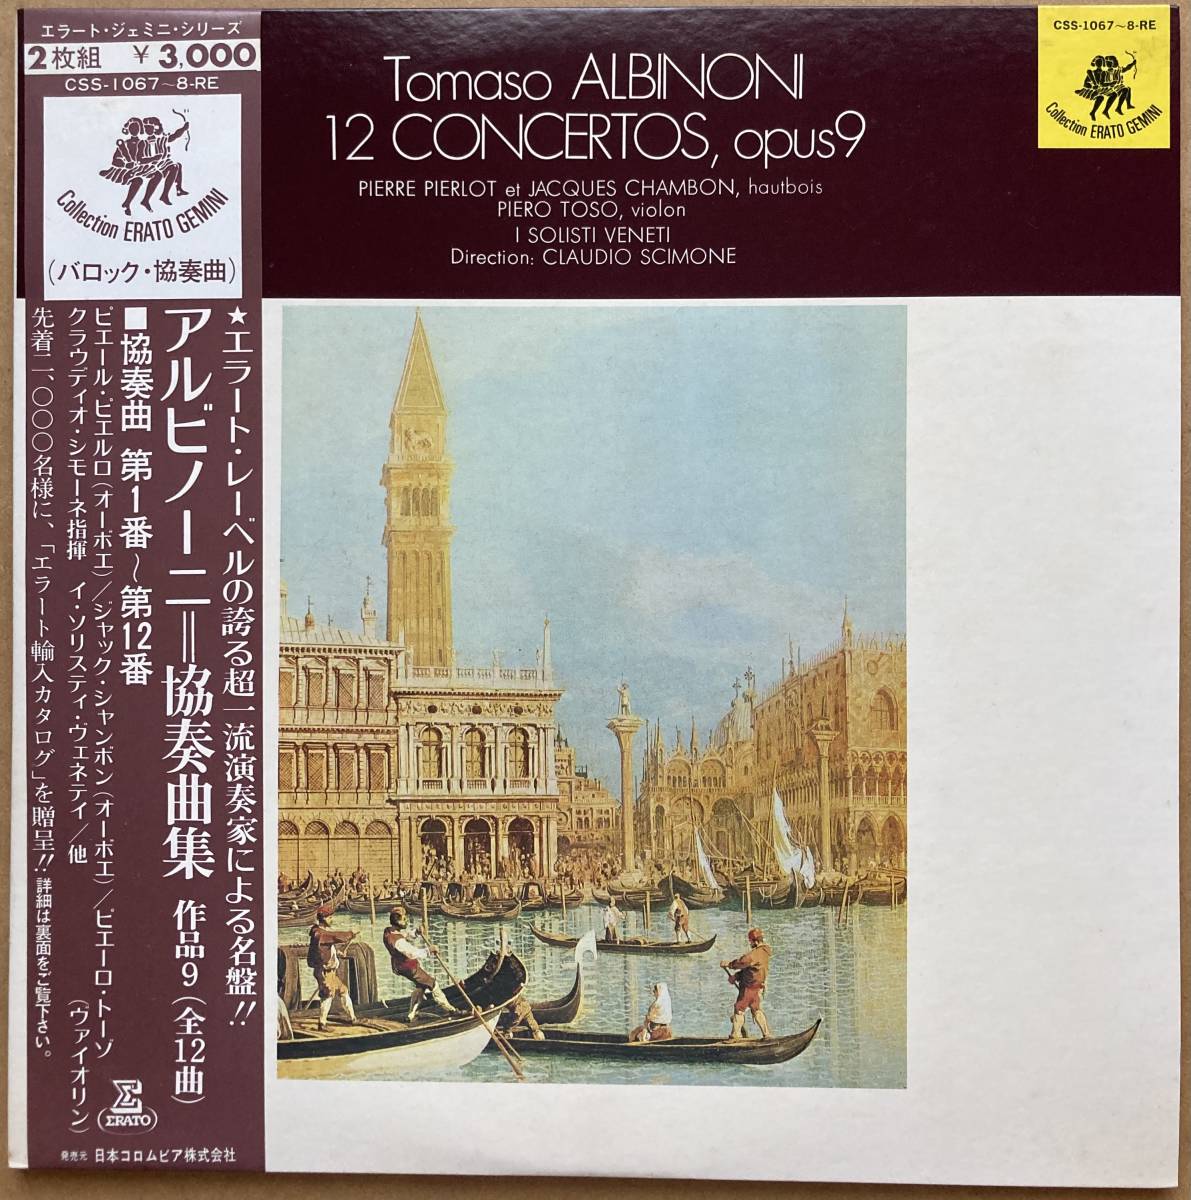 エラート・ジェミニ・シリーズ
2枚組 ¥3,000
CSS-1067~8-RE
Collection ERATO GEMINI
(バロック・協奏曲)
★エラート・レーベルの誇る超一流演奏家による名盤!!
アルビノーニ=協奏曲集 作品9(全12曲)
■協奏曲 第1番~第12番
ピエール・ピエルロ(オーボエ)/ジャック・シャンボン(オーボエ)/ピエーロ・トーゾ(ヴァイオリン)
クラウディオ・シモーネ指揮 イ・ソリスティ・ヴェネティ/他
先着二、〇〇〇名様に、「エラート輸入カタログ」を贈呈!! 詳細は裏面をご覧下さい。
ERATO
発売元 日本コロムビア株式会社
Tomaso ALBINONI
12 CONCERTOS, opus9
PIERRE PIERLOT et JACQUES CHAMBON, hautbois
PIERO TOSO, violon
I SOLISTI VENETI
Direction: CLAUDIO SCIMONE
CSS-1067~8-RE
Collection ERATO GEMINI